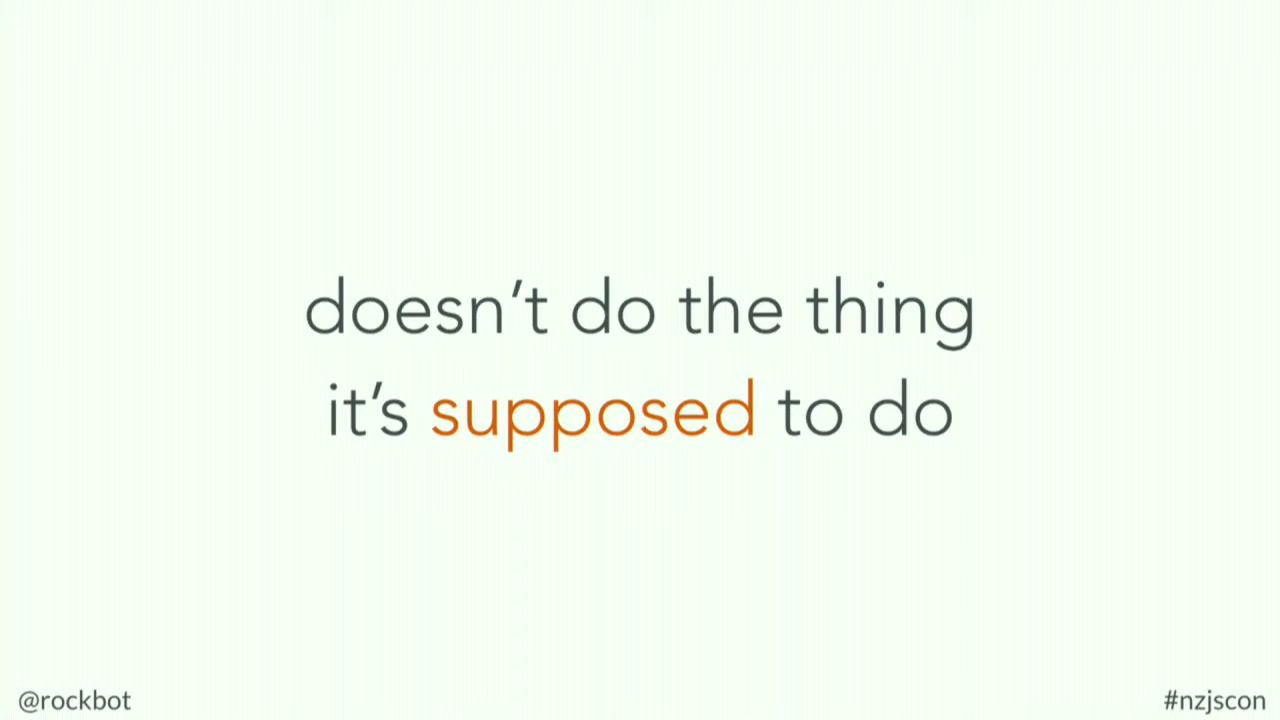 doesn’t do the thing
it’s supposed to do
@rockbot
#nzjscon